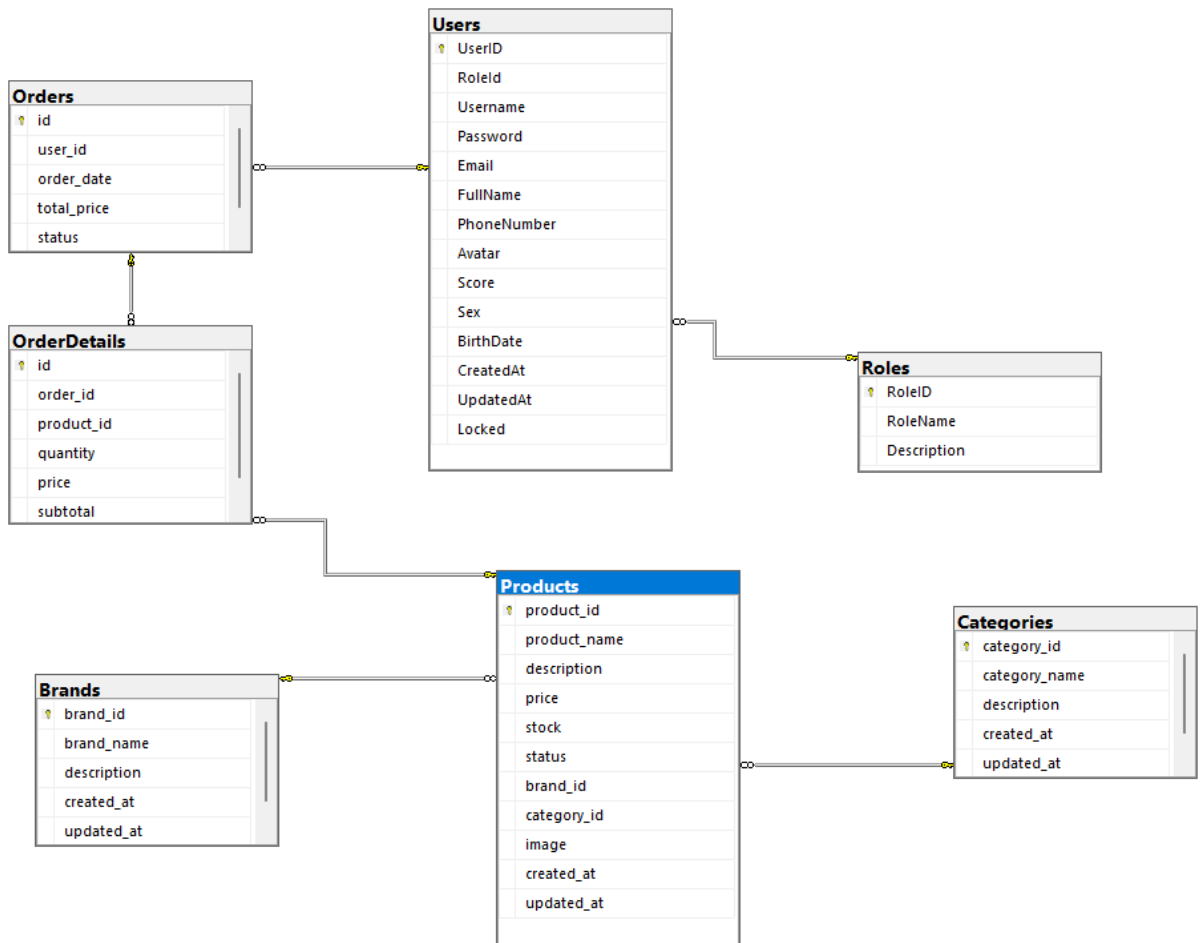 Users
UserID
RoleId
Username
Password
Email
FullName
PhoneNumber
Avatar
Score
Sex
BirthDate
CreatedAt
UpdatedAt
Locked
Orders
id
user_id
order_date
total_price
status
OrderDetails
id
order_id
product_id
quantity
price
subtotal
Roles
RoleID
RoleName
Description
Products
product_id
product_name
description
price
stock
status
brand_id
category_id
image
created_at
updated_at
Categories
category_id
category_name
description
created_at
updated_at
Brands
brand_id
brand_name
description
created_at
updated_at